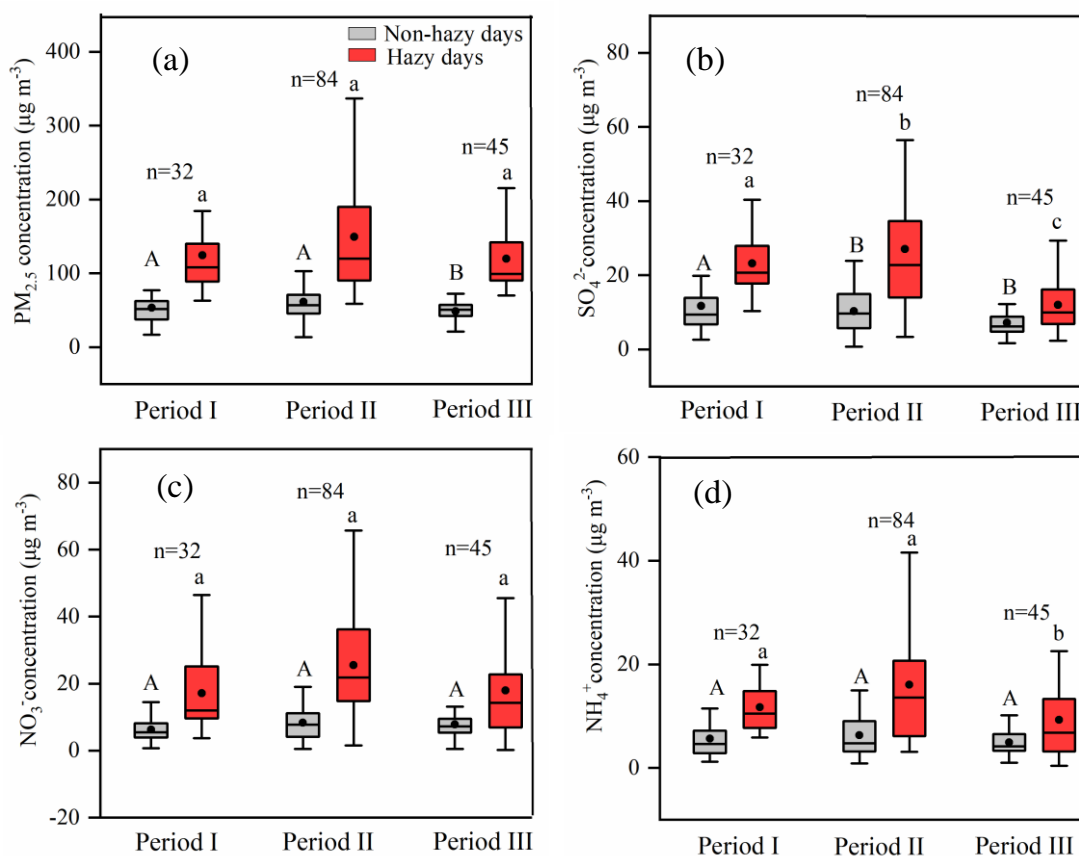 (a)
Non-hazy days
Hazy days
PM2.5 concentration (μg m-3)
400
300
200
100
0
n=32
n=84
n=45
A
a
A
a
B
a
Period I
Period II
Period III
(b)
SO42- concentration (μg m-3)
80
60
40
20
0
n=32
n=84
n=45
A
a
B
b
B
c
Period I
Period II
Period III
(c)
NO3- concentration (μg m-3)
80
60
40
20
0
-20
n=32
n=84
n=45
A
a
A
a
A
a
Period I
Period II
Period III
(d)
NH4+ concentration (μg m-3)
60
40
20
0
n=32
n=84
n=45
A
a
A
a
A
b
Period I
Period II
Period III